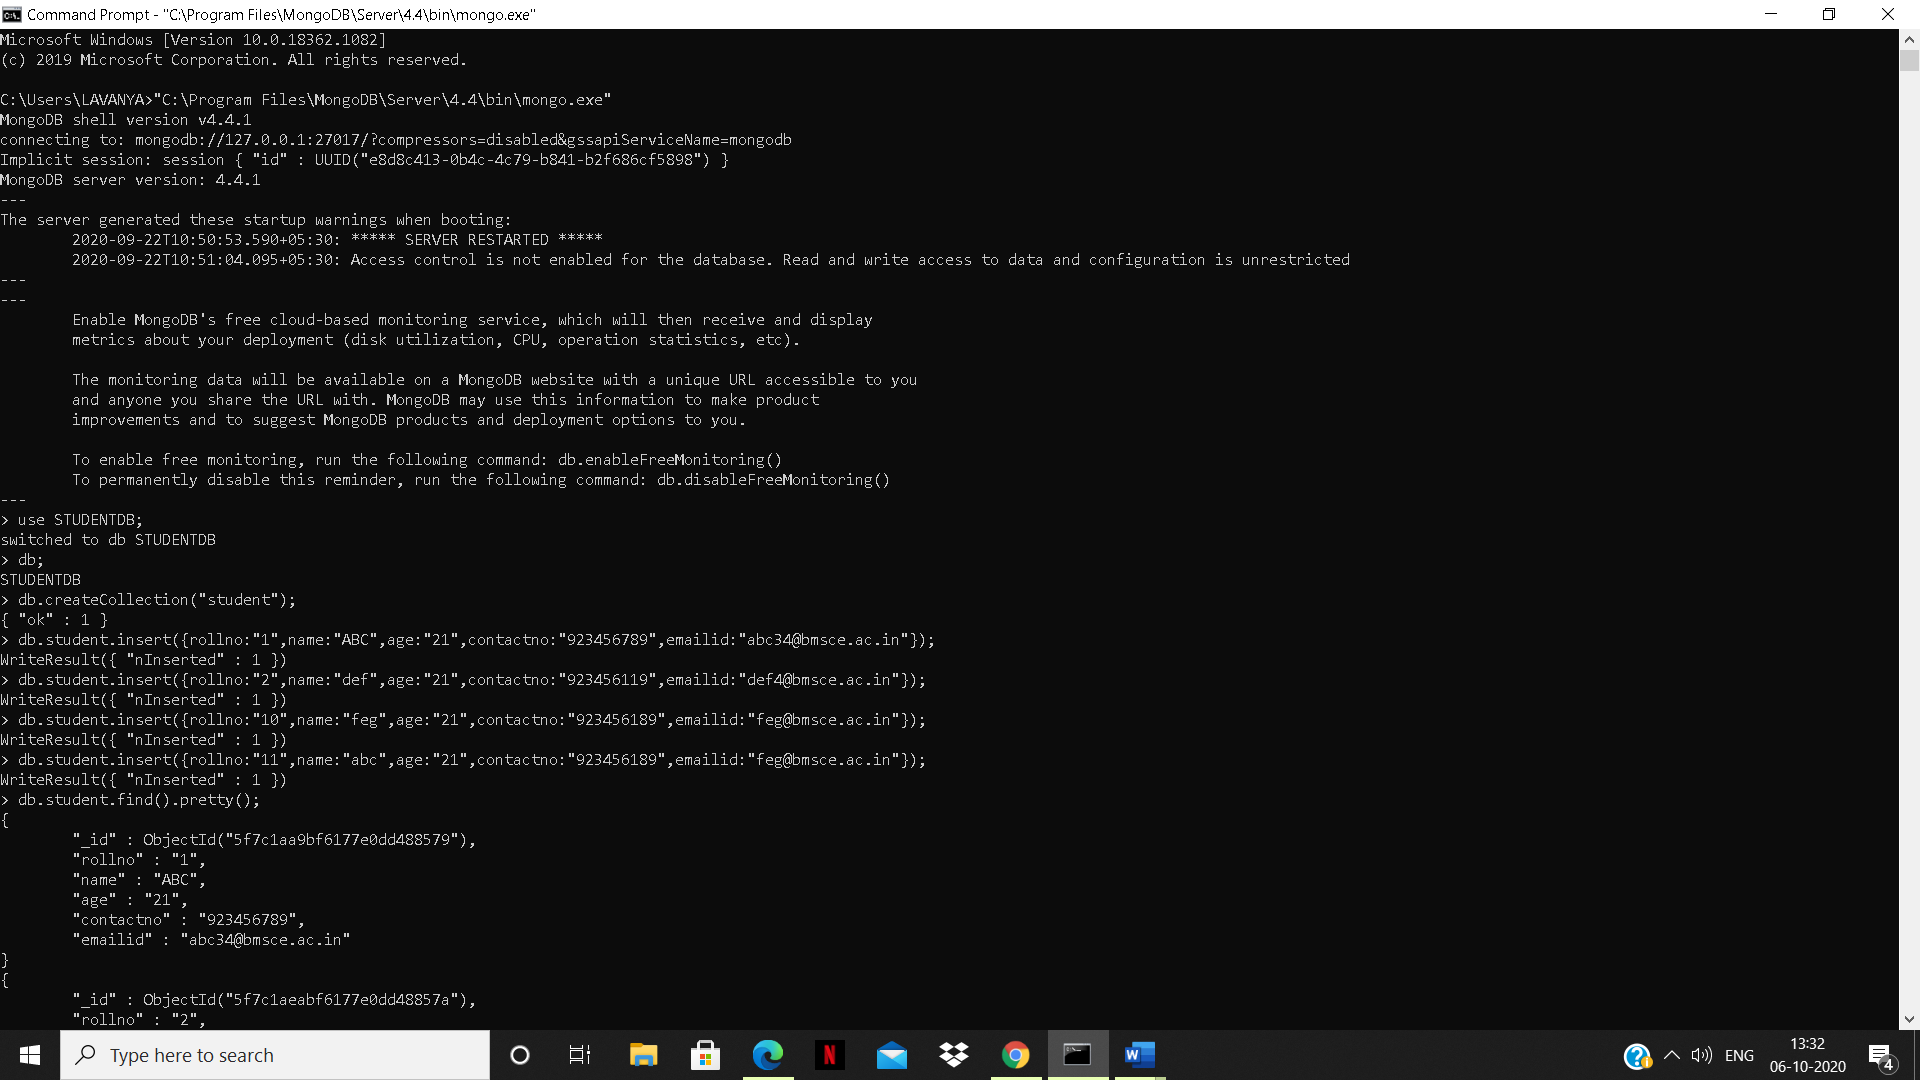 Command Prompt - "C:\Program Files\MongoDB\Server\4.4\bin\mongo.exe"
Microsoft Windows [Version 10.0.18362.1082]
(c) 2019 Microsoft Corporation. All rights reserved.
C:\Users\LAVANYA>"C:\Program Files\MongoDB\Server\4.4\bin\mongo.exe"
MongoDB shell version v4.4.1
connecting to: mongodb://127.0.0.1:27017/?compressors=disabled&gssapiServiceName=mongodb
Implicit session: session { "id" : UUID("e8d8c413-0b4c-4c79-b841-b2f686cf5898") }
MongoDB server version: 4.4.1
---
The server generated these startup warnings when booting:
        2020-09-22T10:50:53.590+05:30: ***** SERVER RESTARTED *****
        2020-09-22T10:51:04.095+05:30: Access control is not enabled for the database. Read and write access to data and configuration is unrestricted
---
---
        Enable MongoDB's free cloud-based monitoring service, which will then receive and display
        metrics about your deployment (disk utilization, CPU, operation statistics, etc).
        The monitoring data will be available on a MongoDB website with a unique URL accessible to you
        and anyone you share the URL with. MongoDB may use this information to make product
        improvements and to suggest MongoDB products and deployment options to you.
        To enable free monitoring, run the following command: db.enableFreeMonitoring()
        To permanently disable this reminder, run the following command: db.disableFreeMonitoring()
---
> use STUDENTDB;
switched to db STUDENTDB
> db;
STUDENTDB
> db.createCollection("student");
{ "ok" : 1 }
> db.student.insert({rollno:"1",name:"ABC",age:"21",contactno:"923456789",emailid:"abc34@bmsce.ac.in"});
WriteResult({ "nInserted" : 1 })
> db.student.insert({rollno:"2",name:"def",age:"21",contactno:"923456119",emailid:"def4@bmsce.ac.in"});
WriteResult({ "nInserted" : 1 })
> db.student.insert({rollno:"10",name:"feg",age:"21",contactno:"923456189",emailid:"feg@bmsce.ac.in"});
WriteResult({ "nInserted" : 1 })
> db.student.insert({rollno:"11",name:"abc",age:"21",contactno:"923456189",emailid:"feg@bmsce.ac.in"});
WriteResult({ "nInserted" : 1 })
> db.student.find().pretty();
{
        "_id" : ObjectId("5f7c1aa9bf6177e0dd488579"),
        "rollno" : "1",
        "name" : "ABC",
        "age" : "21",
        "contactno" : "923456789",
        "emailid" : "abc34@bmsce.ac.in"
}
{
        "_id" : ObjectId("5f7c1aeabf6177e0dd48857a"),
        "rollno" : "2",
Type here to search
N
W
ENG
13:32
06-10-2020
4